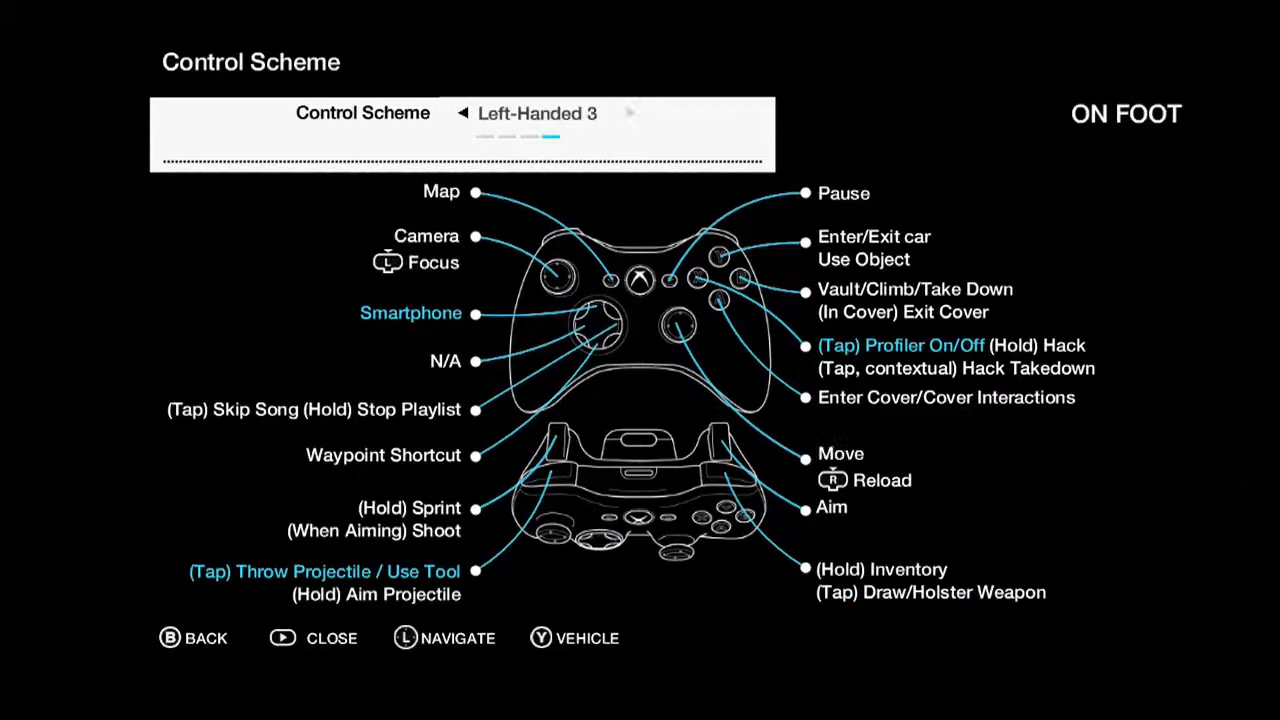 Control Scheme
Control Scheme Left-Handed 3
ON FOOT
Map
Camera
L Focus
Smartphone
N/A
(Tap) Skip Song (Hold) Stop Playlist
Waypoint Shortcut
(Hold) Sprint
(When Aiming) Shoot
(Tap) Throw Projectile / Use Tool
(Hold) Aim Projectile
Pause
Enter/Exit car
Use Object
Vault/Climb/Take Down
(In Cover) Exit Cover
(Tap) Profiler On/Off (Hold) Hack
(Tap, contextual) Hack Takedown
Enter Cover/Cover Interactions
Move
R Reload
Aim
(Hold) Inventory
(Tap) Draw/Holster Weapon
B BACK CLOSE L NAVIGATE Y VEHICLE